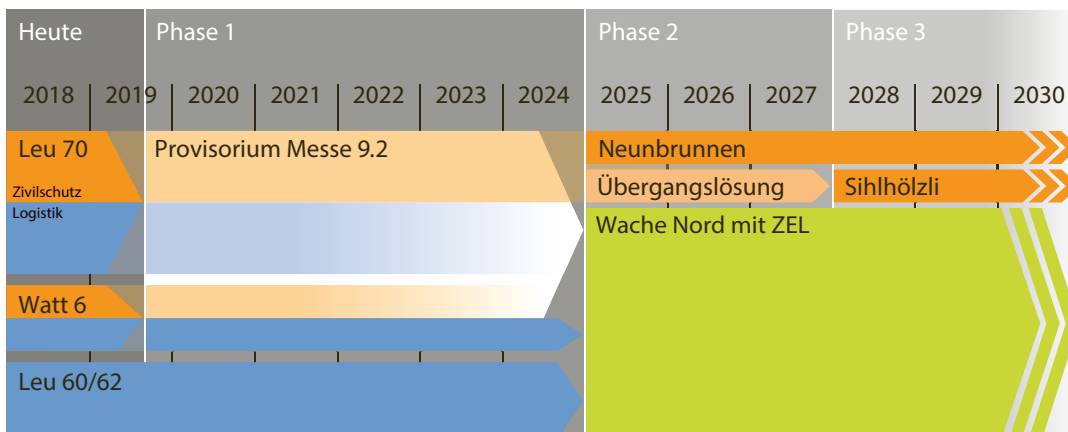 Heute Phase 1 Phase 2 Phase 3
2018 2019 2020 2021 2022 2023 2024 2025 2026 2027 2028 2029 2030
Leu 70 Provisorium Messe 9.2 Neunbrunnen
Zivilschutz Übergangslösung Sihlhölzli
Logistik Wache Nord mit ZEL
Watt 6
Leu 60/62